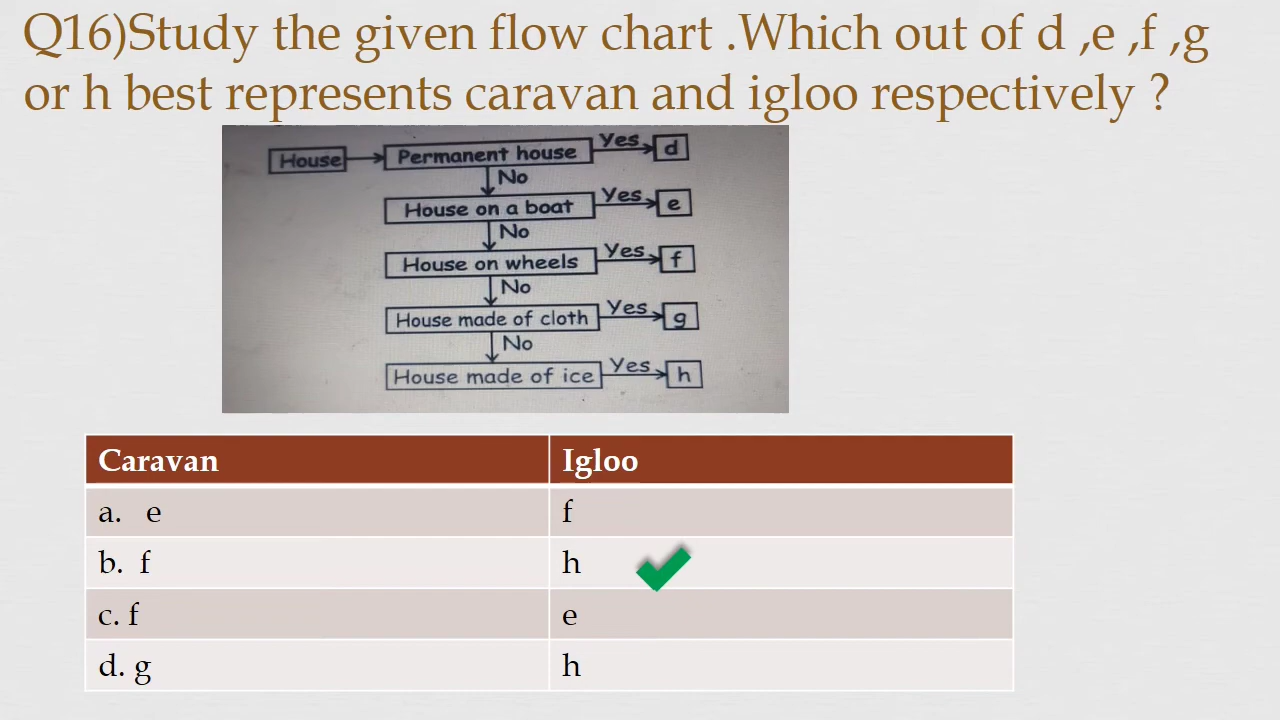 Q16)Study the given flow chart .Which out of d ,e ,f ,g
or h best represents caravan and igloo respectively ?
House
Permanent house
Yes
d
No
House on a boat
Yes
e
No
House on wheels
Yes
f
No
House made of cloth
Yes
g
No
House made of ice
Yes
h
Caravan Igloo
a. e f
b. f h
c. f e
d. g h